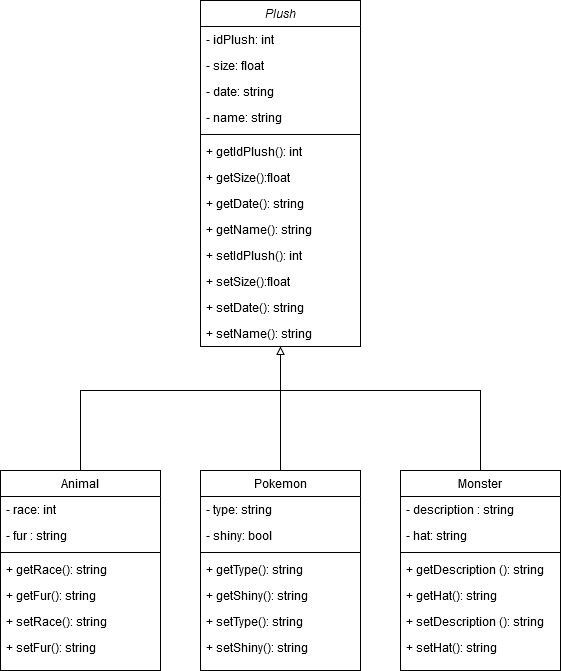 Plush
- idPlush: int
- size: float
- date: string
- name: string
+ getIdPlush(): int
+ getSize():float
+ getDate(): string
+ getName(): string
+ setIdPlush(): int
+ setSize():float
+ setDate(): string
+ setName(): string
Animal
- race: int
- fur : string
+ getRace(): string
+ getFur(): string
+ setRace(): string
+ setFur(): string
Pokemon
- type: string
- shiny: bool
+ getType(): string
+ getShiny(): string
+ setType(): string
+ setShiny(): string
Monster
- description : string
- hat: string
+ getDescription (): string
+ getHat(): string
+ setDescription (): string
+ setHat(): string